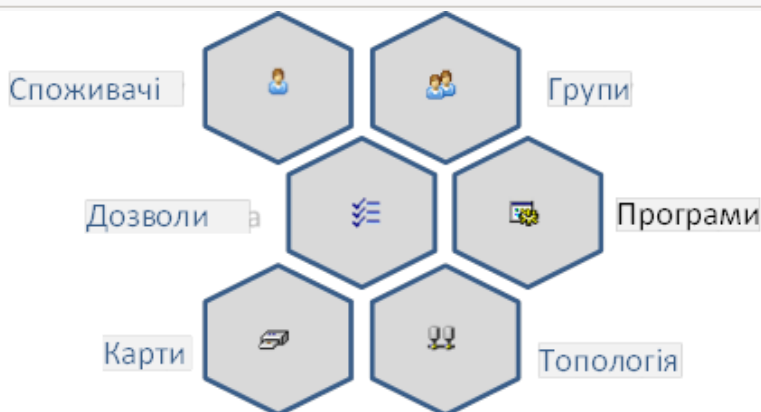 Споживачі
Групи
Дозволи а
Програми
Карти
Топологія